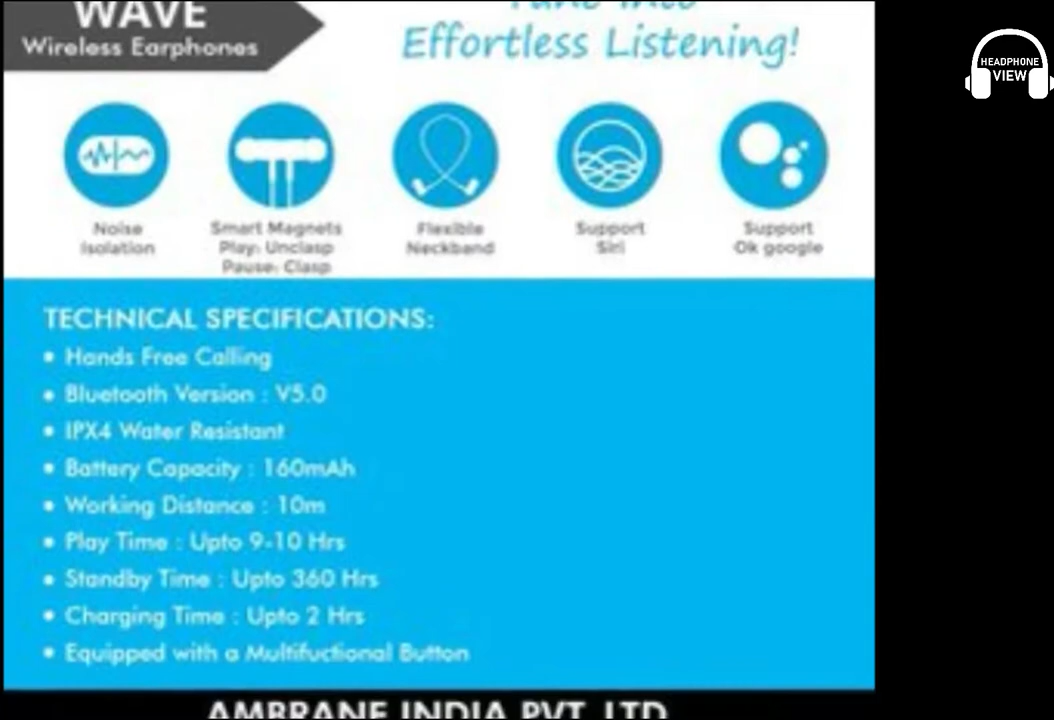 WAVE
Wireless Earphones
Tune into
Effortless Listening!
HEADPHONE
VIEW
Noise
Isolation
Smart Magnets
Play: Unclasp
Pause: Clasp
Flexible
Neckband
Support
Siri
Support
Ok google
TECHNICAL SPECIFICATIONS:
• Hands Free Calling
• Bluetooth Version : V5.0
• IPX4 Water Resistant
• Battery Capacity : 160mAh
• Working Distance : 10m
• Play Time : Upto 9-10 Hrs
• Standby Time : Upto 360 Hrs
• Charging Time : Upto 2 Hrs
• Equipped with a Multifuctional Button
AMBRANE INDIA PVT. LTD